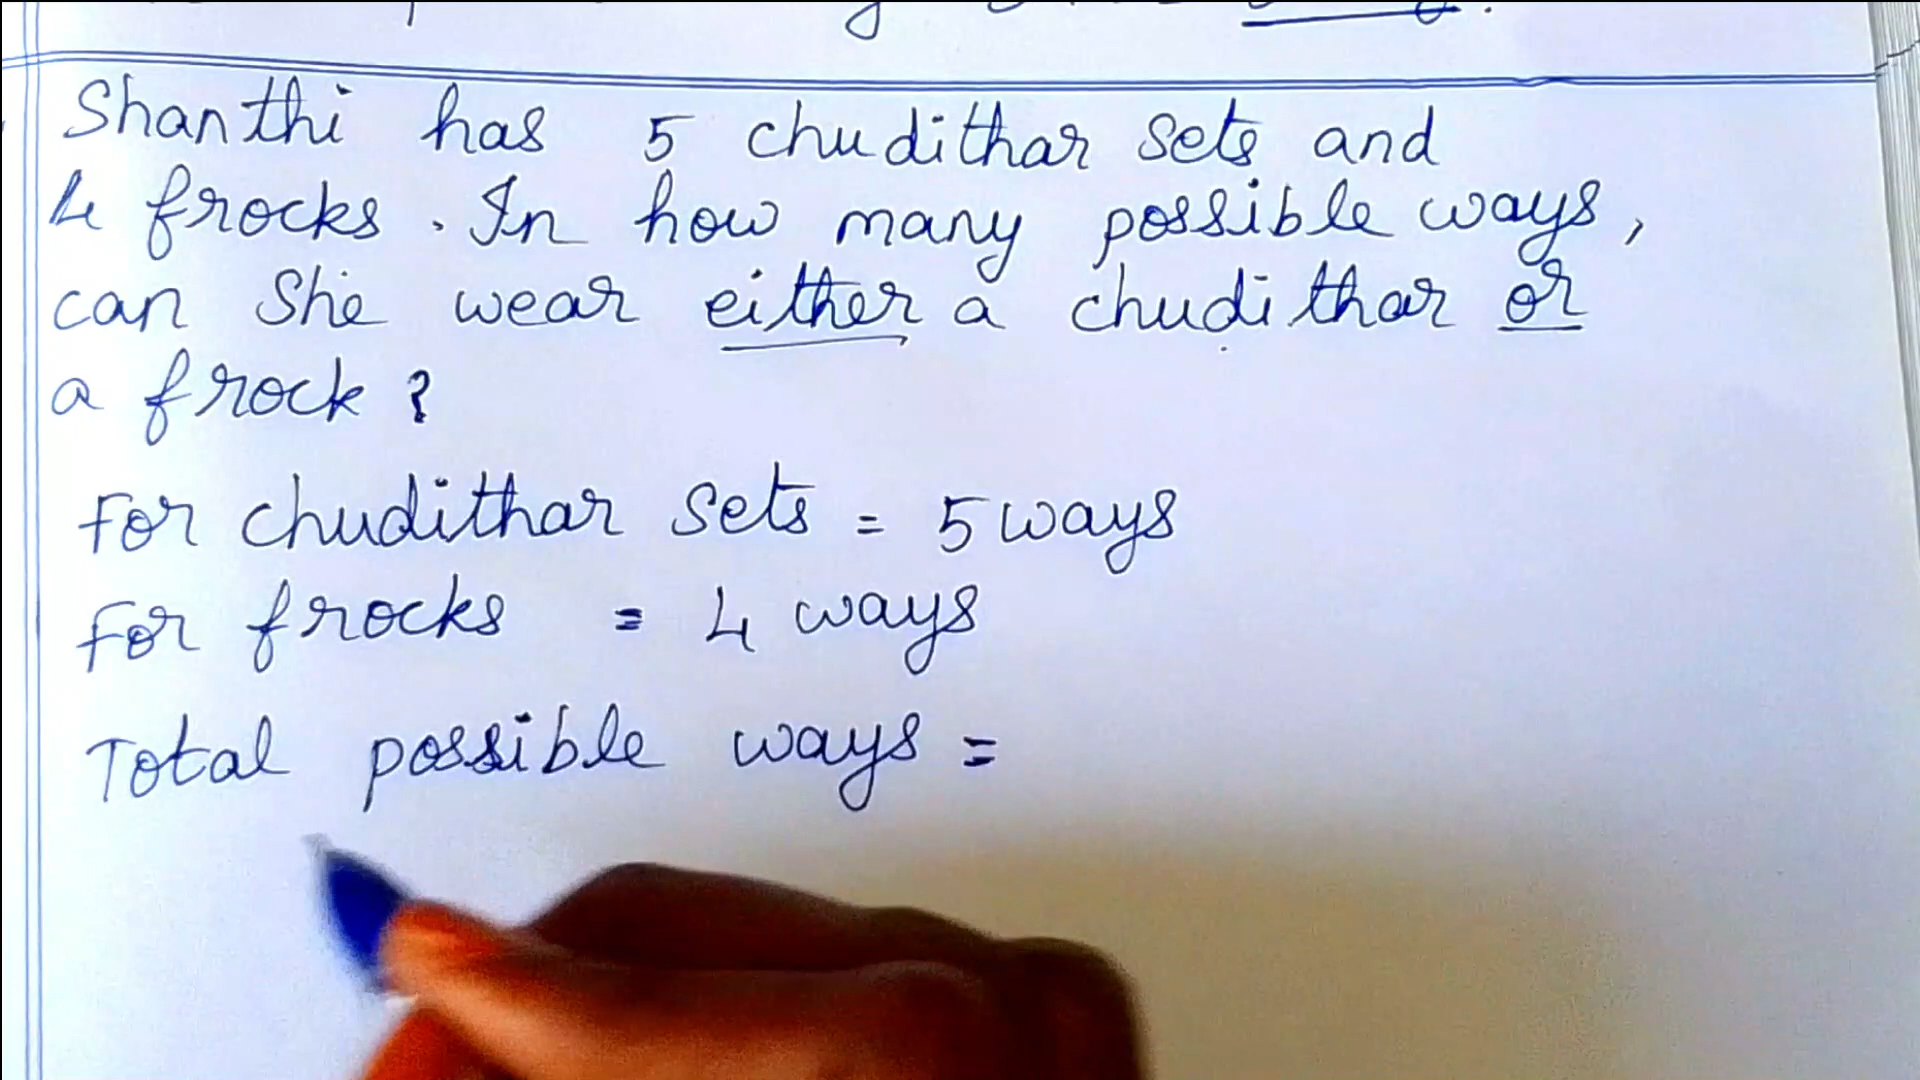 Shanthi has 5 chudithar sets and
4 frocks. In how many possible ways,
can she wear either a chudithar or
a frock?
For chudithar sets = 5 ways
For frocks = 4 ways
Total possible ways =